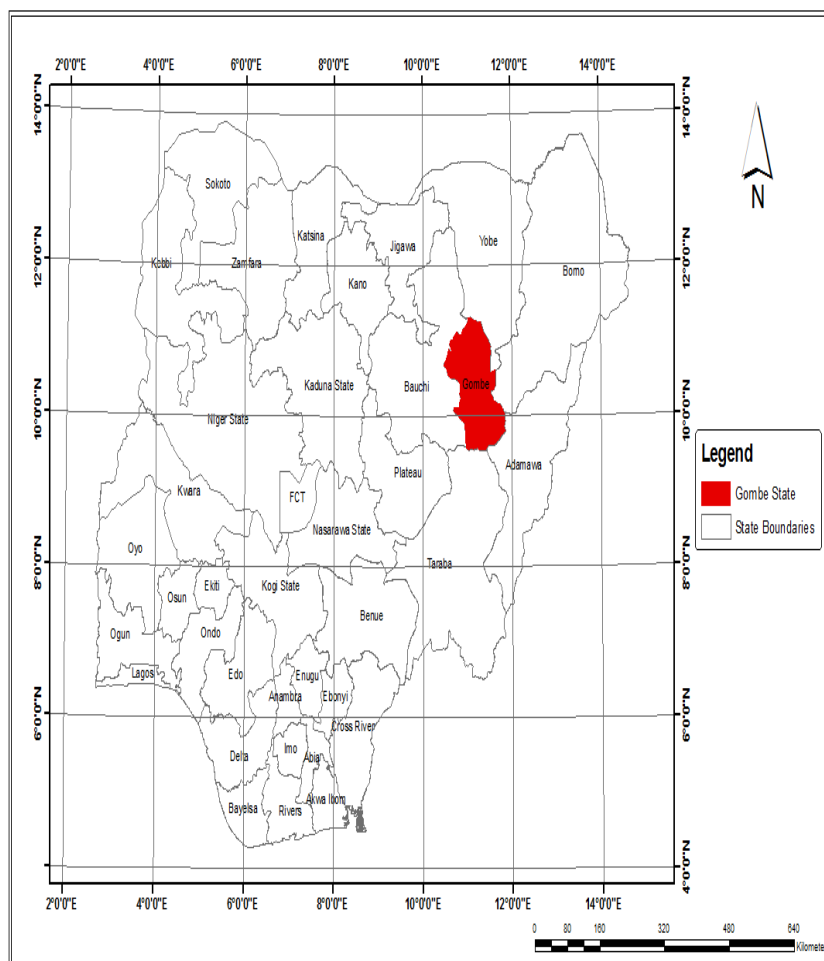 2°0'0"E 4°0'0"E 6°0'0"E 8°0'0"E 10°0'0"E 12°0'0"E 14°0'0"E
14°0'0"N 14°0'0"N
N
Sokoto
Katsina
Yobe
Jigawa
Kebbi Zamfara
Borno
Kano
12°0'0"N 12°0'0"N
Kaduna State Bauchi Gombe
10°0'0"N 10°0'0"N
Niger State
Legend
Gombe State
State Boundaries
Adamawa
Plateau
Kwara FCT
Nasarawa State
Oyo
Taraba
8°0'0"N 8°0'0"N
Osun Ekiti Kogi State
Benue
Ogun Ondo
Lagos Edo Enugu
Anambra Ebonyi
6°0'0"N 6°0'0"N
Cross River
Delta Imo Abia
Akwa Ibom
Bayelsa Rivers
4°0'0"N 4°0'0"N
2°0'0"E 4°0'0"E 6°0'0"E 8°0'0"E 10°0'0"E 12°0'0"E 14°0'0"E
0 80 160 320 480 640
Kilomete